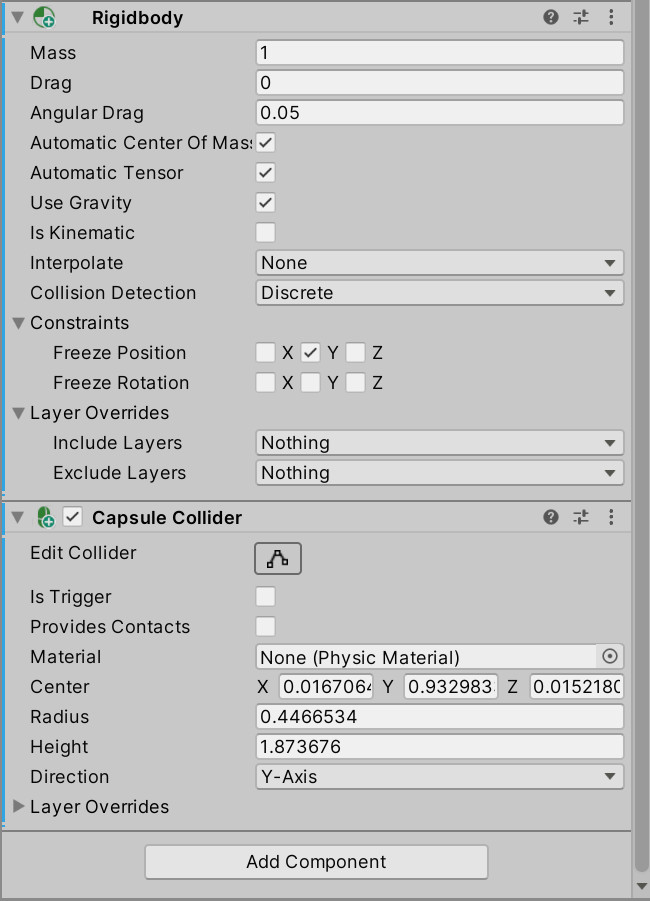 Rigidbody
Mass 1
Drag 0
Angular Drag 0.05
Automatic Center Of Mass
Automatic Tensor
Use Gravity
Is Kinematic
Interpolate None
Collision Detection Discrete
Constraints
Freeze Position X Y Z
Freeze Rotation X Y Z
Layer Overrides
Include Layers Nothing
Exclude Layers Nothing
Capsule Collider
Edit Collider
Is Trigger
Provides Contacts
Material None (Physic Material)
Center X 0.0167064 Y 0.932983 Z 0.0152180
Radius 0.4466534
Height 1.873676
Direction Y-Axis
Layer Overrides
Add Component